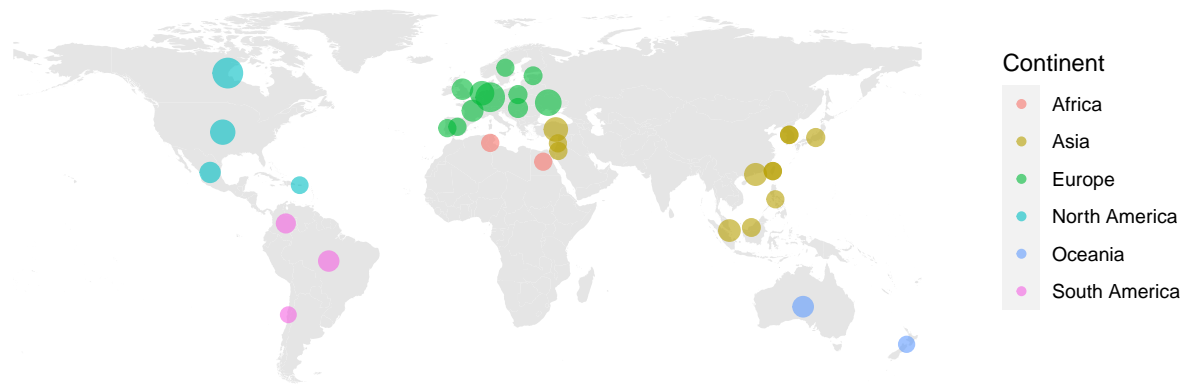 Continent
Africa
Asia
Europe
North America
Oceania
South America